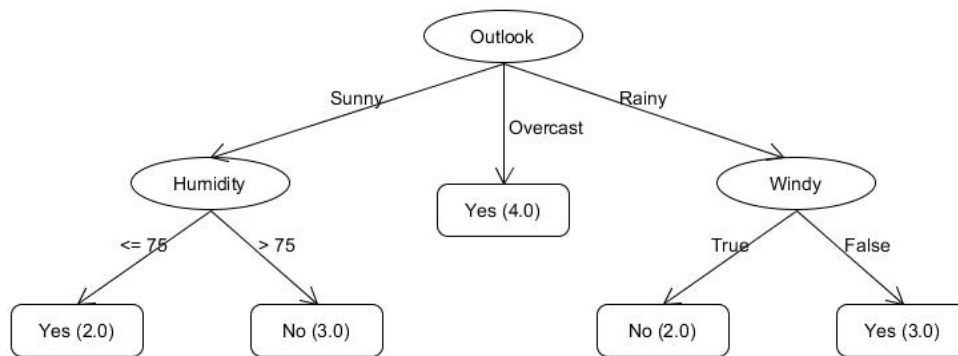 Outlook
Sunny
Overcast
Rainy
Humidity
Yes (4.0)
Windy
<= 75
> 75
True
False
Yes (2.0)
No (3.0)
No (2.0)
Yes (3.0)